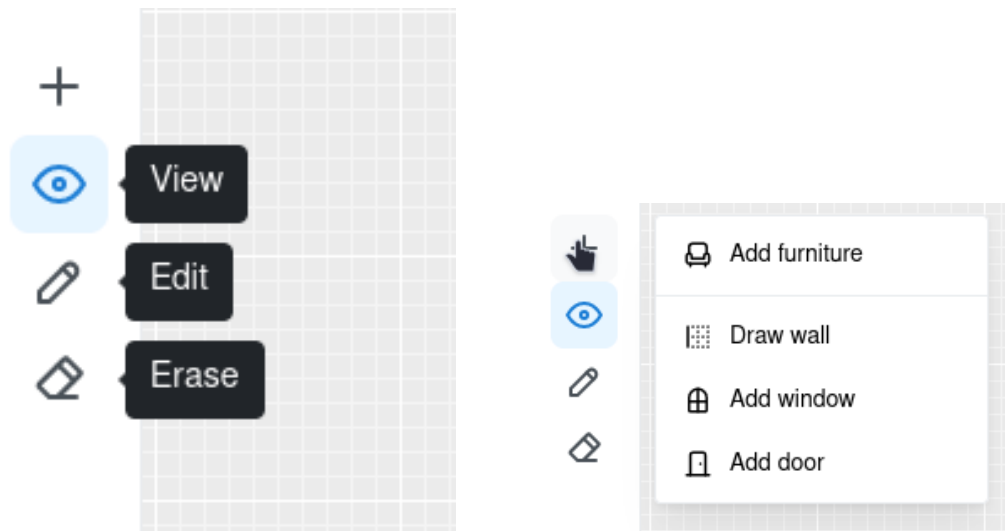 View
Edit
Erase
Add furniture
Draw wall
Add window
Add door